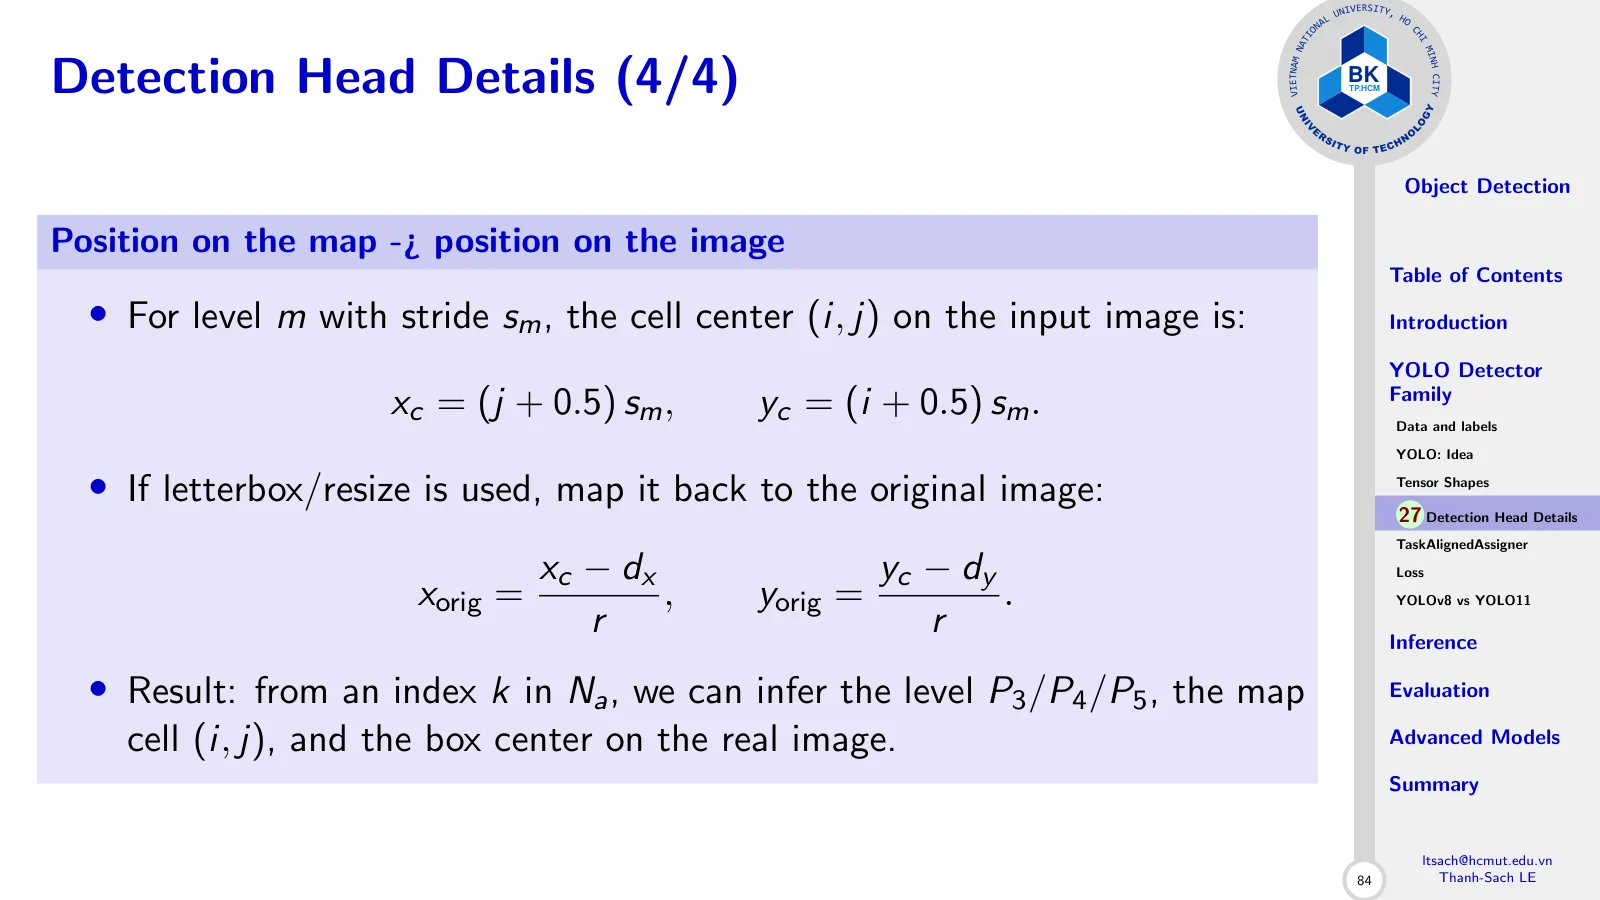 Detection Head Details (4/4)
VIETNAM NATIONAL UNIVERSITY, HO CHI MINH CITY
BK
TP.HCM
UNIVERSITY OF TECHNOLOGY
Position on the map -¿ position on the image
• For level m with stride sₘ, the cell center (i, j) on the input image is:
x_c = (j + 0.5) s_m,    y_c = (i + 0.5) s_m.
• If letterbox/resize is used, map it back to the original image:
x_orig = (x_c − d_x)/r,    y_orig = (y_c − d_y)/r.
• Result: from an index k in N_a, we can infer the level P₃/P₄/P₅, the map
cell (i, j), and the box center on the real image.
Object Detection
Table of Contents
Introduction
YOLO Detector
Family
Data and labels
YOLO: Idea
Tensor Shapes
27 Detection Head Details
TaskAlignedAssigner
Loss
YOLOv8 vs YOLO11
Inference
Evaluation
Advanced Models
Summary
ltsach@hcmut.edu.vn
Thanh-Sach LE
84